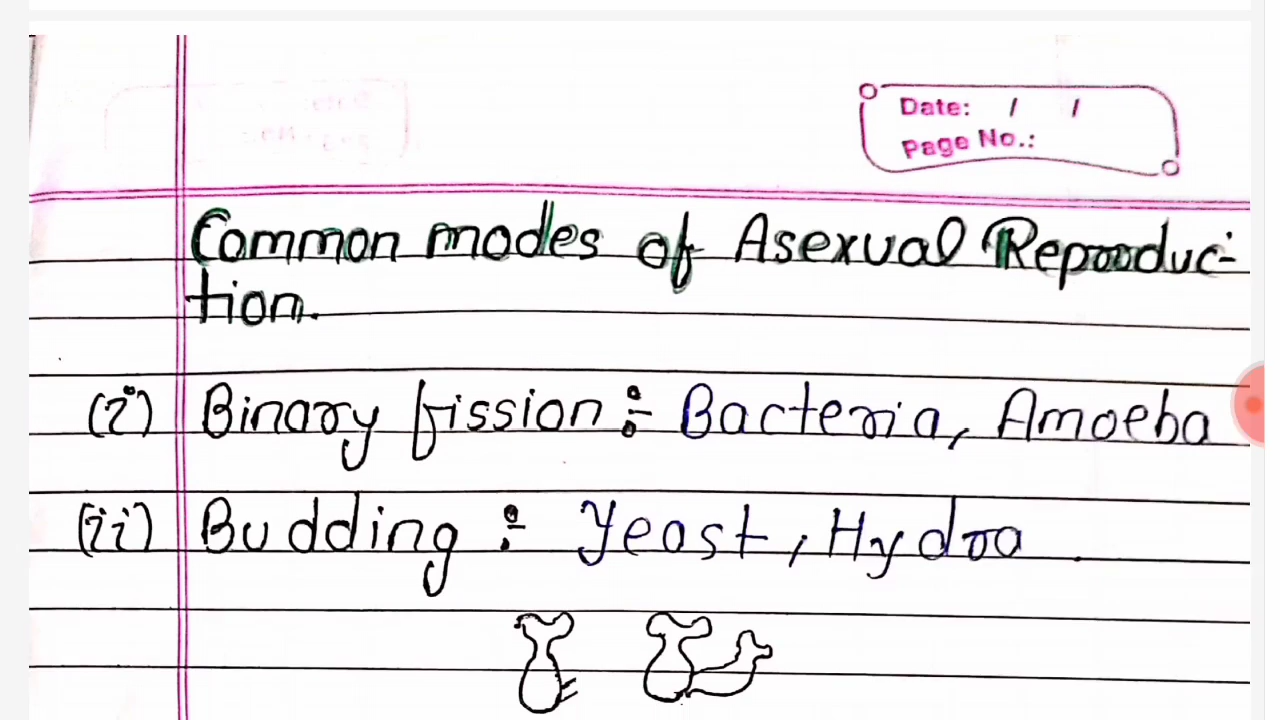 Date: / /
Page No.:
Common modes of Asexual Reproduc-
tion.
(i) Binary fission :- Bacteria, Amoeba
(ii) Budding :- Yeast, Hydra